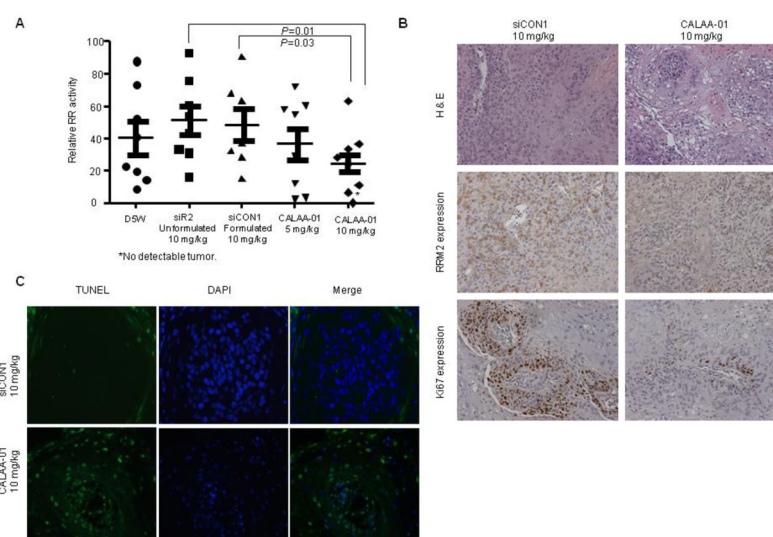 A
P=0.01
P=0.03
100
80
60
40
20
0
Relative RR activity
D5W
siR2
Unformulated
10 mg/kg
siCON1
Formulated
10 mg/kg
CALAA-01
5 mg/kg
CALAA-01
10 mg/kg
*
*No detectable tumor.
B
siCON1
10 mg/kg
CALAA-01
10 mg/kg
H & E
RRM2 expression
Ki67 expression
C
TUNEL
DAPI
Merge
siCON1
10 mg/kg
CALAA-01
10 mg/kg